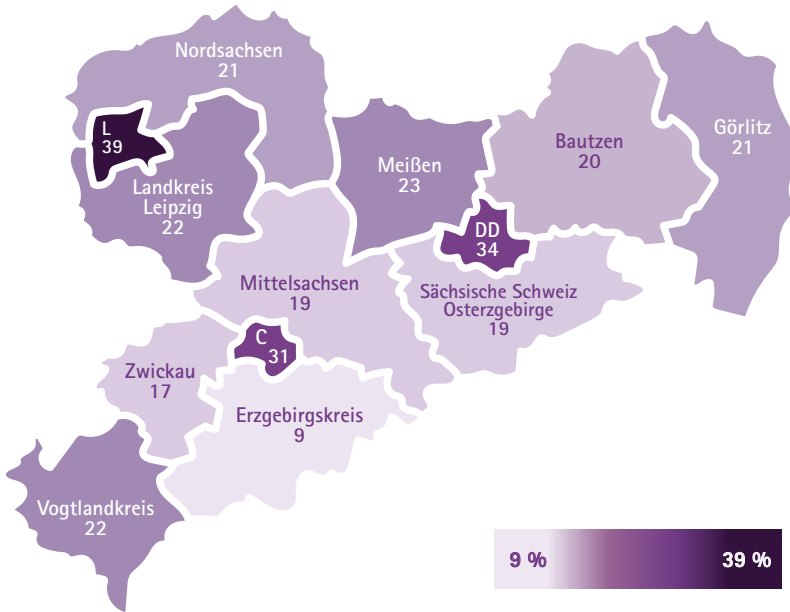 Nordsachsen
21
L
39
Landkreis
Leipzig
22
Meißen
23
Bautzen
20
Görlitz
21
DD
34
Mittelsachsen
19
Sächsische Schweiz
Osterzgebirge
19
C
31
Zwickau
17
Erzgebirgskreis
9
Vogtlandkreis
22
9 %
39 %